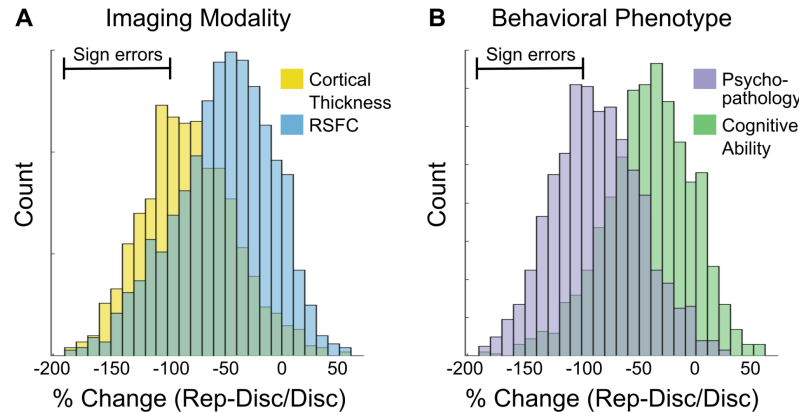 A
Imaging Modality
Sign errors
Cortical
Thickness
RSFC
Count
-200
-150
-100
-50
0
50
% Change (Rep-Disc/Disc)
B
Behavioral Phenotype
Sign errors
Psycho-
pathology
Cognitive
Ability
Count
-200
-150
-100
-50
0
50
% Change (Rep-Disc/Disc)